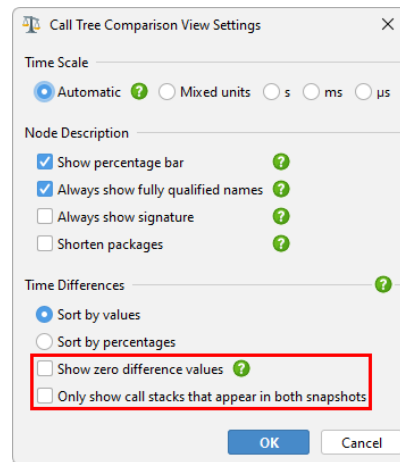 Call Tree Comparison View Settings
Time Scale
Automatic ? Mixed units s ms µs
Node Description
Show percentage bar ?
Always show fully qualified names ?
Always show signature ?
Shorten packages ?
Time Differences ?
Sort by values
Sort by percentages
Show zero difference values ?
Only show call stacks that appear in both snapshots
OK Cancel